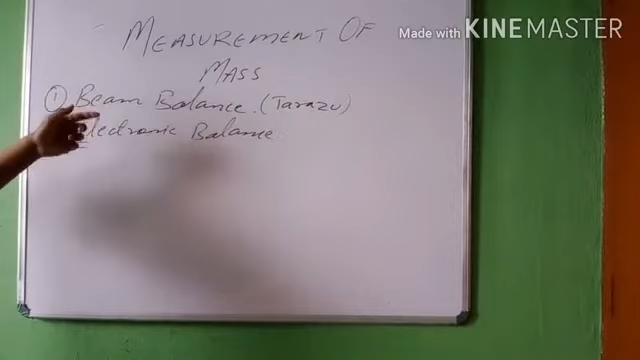 Made with KINEMASTER
MEASUREMENT OF
MASS
① Beam Balance. (Tarazu)
Electronic Balance